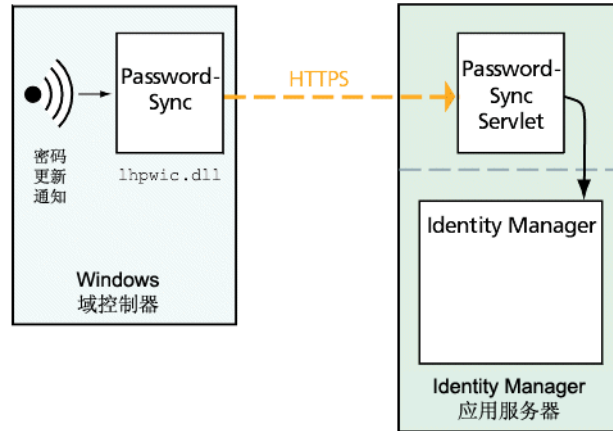 密码
更新
通知
Password-
Sync
lhpwic.dll
Windows
域控制器
HTTPS
Password-
Sync
Servlet
Identity Manager
Identity Manager
应用服务器